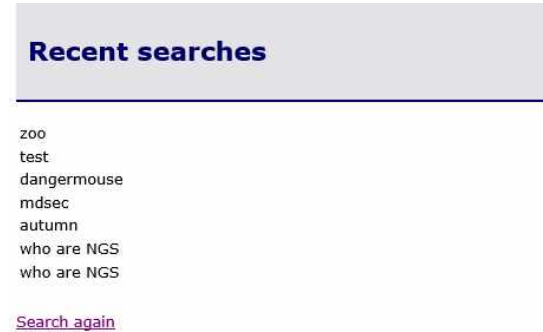 Recent searches
zoo
test
dangermouse
mdsec
autumn
who are NGS
who are NGS
Search again